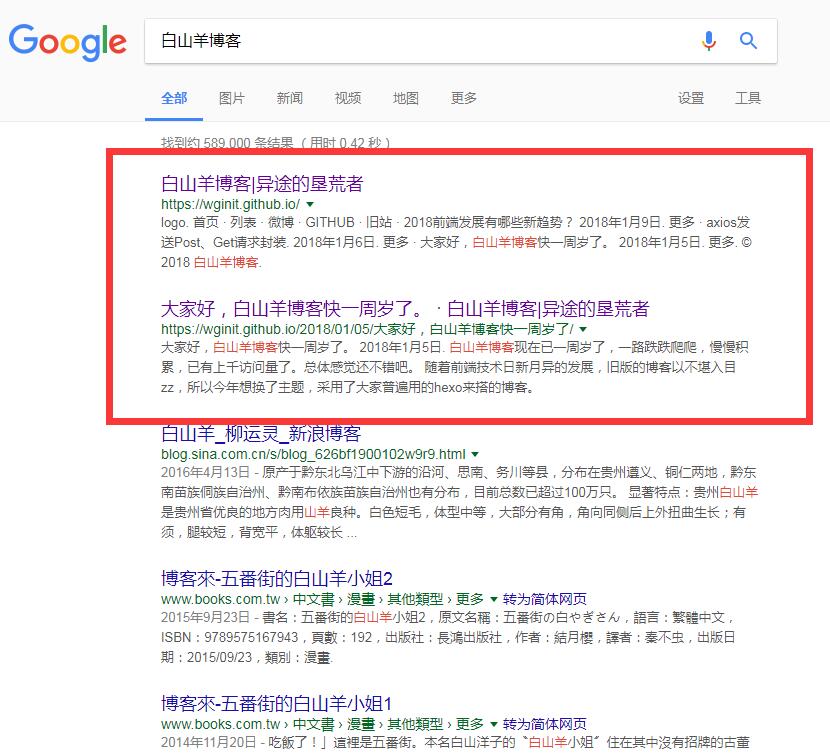 Google
白山羊博客
全部 图片 新闻 视频 地图 更多 设置 工具
找到约 589,000 条结果 （用时 0.42 秒）
白山羊博客|异途的垦荒者
https://wginit.github.io/
logo. 首页 · 列表 · 微博 · GITHUB · 旧站 · 2018前端发展有哪些新趋势？ 2018年1月9日. 更多 · axios发
送Post、Get请求封装. 2018年1月6日. 更多 · 大家好，白山羊博客快一周岁了。 2018年1月5日. 更多. ©
2018 白山羊博客.
大家好，白山羊博客快一周岁了。 · 白山羊博客|异途的垦荒者
https://wginit.github.io/2018/01/05/大家好，白山羊博客快一周岁了/
大家好，白山羊博客快一周岁了。 2018年1月5日. 白山羊博客现在已一周岁了，一路跌跌爬爬，慢慢积
累，已有上千访问量了。总体感觉还不错吧。 随着前端技术日新月异的发展，旧版的博客以不堪入目
zz，所以今年想换了主题，采用了大家普遍用的hexo来搭的博客。
白山羊_柳运灵_新浪博客
blog.sina.com.cn/s/blog_626bf1900102w9r9.html
2016年4月13日 - 原产于黔东北乌江中下游的沿河、思南、务川等县，分布在贵州遵义、铜仁两地，黔东
南苗族侗族自治州、黔南布依族苗族自治州也有分布，目前总数已超过100万只。 显著特点：贵州白山羊
是贵州省优良的地方肉用山羊良种。白色短毛，体型中等，大部分有角，角向同侧后上外扭曲生长；有
须，腿较短，背宽平，体躯较长 ...
博客來-五番街的白山羊小姐2
www.books.com.tw › 中文書 › 漫畫 › 其他類型 › 更多 转为简体网页
2015年9月23日 - 書名：五番街的白山羊小姐2，原文名稱：五番街の白やぎさん，語言：繁體中文，
ISBN：9789575167943，頁數：192，出版社：長鴻出版社，作者：結月櫻，譯者：秦不虫，出版日
期：2015/09/23，類別：漫畫.
博客來-五番街的白山羊小姐1
www.books.com.tw › 中文書 › 漫畫 › 其他類型 › 更多 转为简体网页
2014年11月20日 - 吃飯了！」這裡是五番街。本名白山洋子的〝白山羊小姐〞住在其中沒有招牌的古董